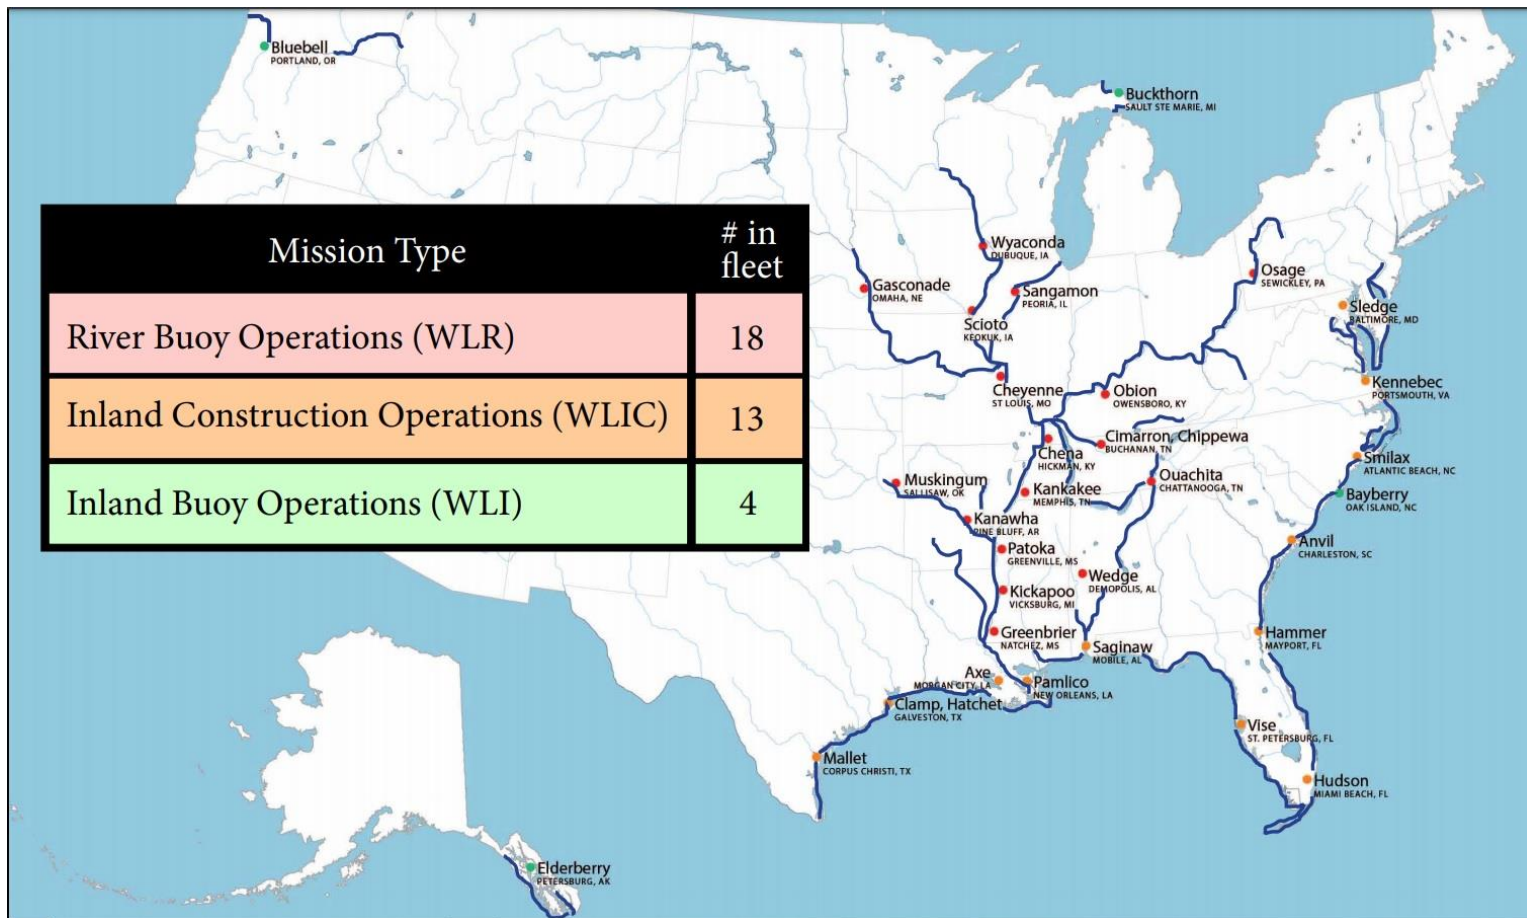 Bluebell
PORTLAND, OR
Buckthorn
SAULT STE MARIE, MI
Mission Type
# in
fleet
River Buoy Operations (WLR)
18
Inland Construction Operations (WLIC)
13
Inland Buoy Operations (WLI)
4
Wyaconda
DUBUQUE, IA
Gasconade
OMAHA, NE
Sangamon
PEORIA, IL
Scioto
KEOKUK, IA
Osage
SEWICKLEY, PA
Sledge
BALTIMORE, MD
Cheyenne
ST LOUIS, MO
Obion
OWENSBORO, KY
Kennebec
PORTSMOUTH, VA
Cimarron, Chippewa
BUCHANAN, TN
Chena
HICKMAN, KY
Smilax
ATLANTIC BEACH, NC
Muskingum
SALLISAW, OK
Kankakee
MEMPHIS, TN
Ouachita
CHATTANOOGA, TN
Bayberry
OAK ISLAND, NC
Kanawha
PINE BLUFF, AR
Patoka
GREENVILLE, MS
Anvil
CHARLESTON, SC
Wedge
DEMOPOLIS, AL
Kickapoo
VICKSBURG, MI
Greenbrier
NATCHEZ, MS
Saginaw
MOBILE, AL
Hammer
MAYPORT, FL
Axe
MORGAN CITY, LA
Pamlico
NEW ORLEANS, LA
Clamp, Hatchet
GALVESTON, TX
Vise
ST. PETERSBURG, FL
Mallet
CORPUS CHRISTI, TX
Hudson
MIAMI BEACH, FL
Elderberry
PETERSBURG, AK